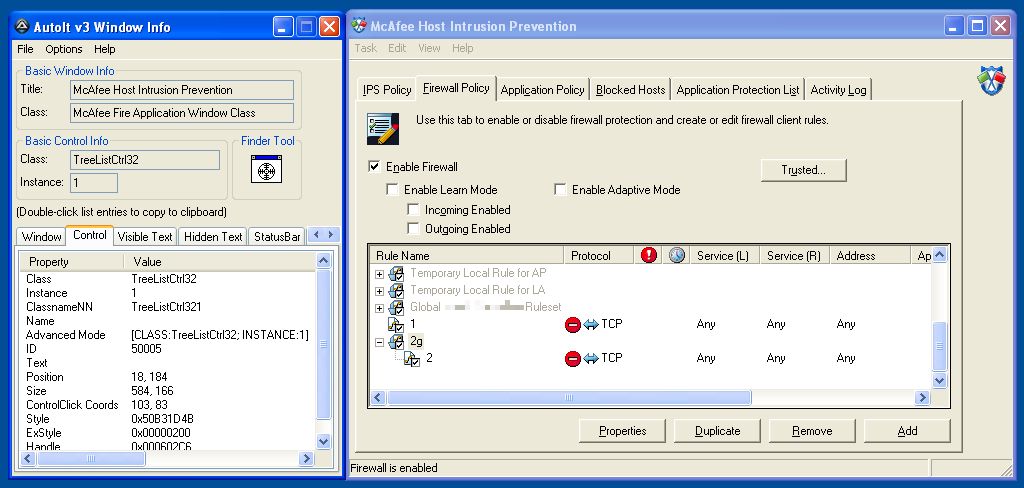 AutoIt v3 Window Info
File Options Help
Basic Window Info
Title: McAfee Host Intrusion Prevention
Class: McAfee Fire Application Window Class
Basic Control Info
Class: TreeListCtrl32
Instance: 1
Finder Tool
(Double-click list entries to copy to clipboard)
Window Control Visible Text Hidden Text StatusBar
Property Value
Class TreeListCtrl32
Instance 1
ClassnameNN TreeListCtrl321
Name
Advanced Mode [CLASS:TreeListCtrl32; INSTANCE:1]
ID 50005
Text
Position 18, 184
Size 584, 166
ControlClick Coords 103, 83
Style 0x50B31D4B
ExStyle 0x00000200
Handle 0x000602C6
McAfee Host Intrusion Prevention
Task Edit View Help
IPS Policy Firewall Policy Application Policy Blocked Hosts Application Protection List Activity Log
Use this tab to enable or disable firewall protection and create or edit firewall client rules.
Enable Firewall
Trusted...
Enable Learn Mode Enable Adaptive Mode
Incoming Enabled
Outgoing Enabled
Rule Name Protocol Service (L) Service (R) Address Ap
Temporary Local Rule for AP
Temporary Local Rule for LA
Global Ruleset
1 TCP Any Any Any
2g
2 TCP Any Any Any
Properties Duplicate Remove Add
Firewall is enabled